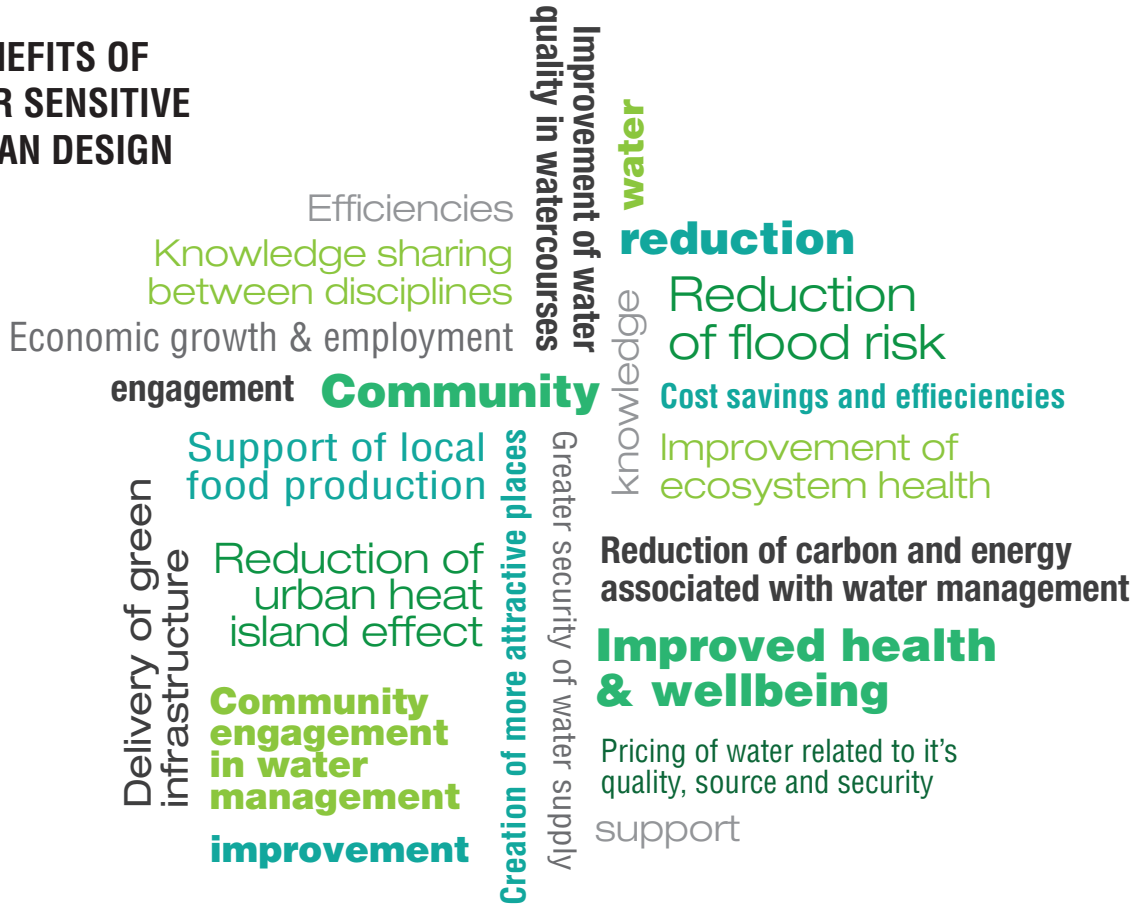 NEFITS OF
R SENSITIVE
AN DESIGN
Improvement of water
quality in watercourses
water
Efficiencies
reduction
Knowledge sharing
between disciplines
knowledge
Reduction
of flood risk
Economic growth & employment
engagement
Community
Cost savings and effieciencies
Support of local
food production
Improvement of
ecosystem health
Creation of more attractive places
Greater security of water supply
Delivery of green
infrastructure
Reduction of
urban heat
island effect
Reduction of carbon and energy
associated with water management
Improved health
& wellbeing
Community
engagement
in water
management
Pricing of water related to it's
quality, source and security
support
improvement